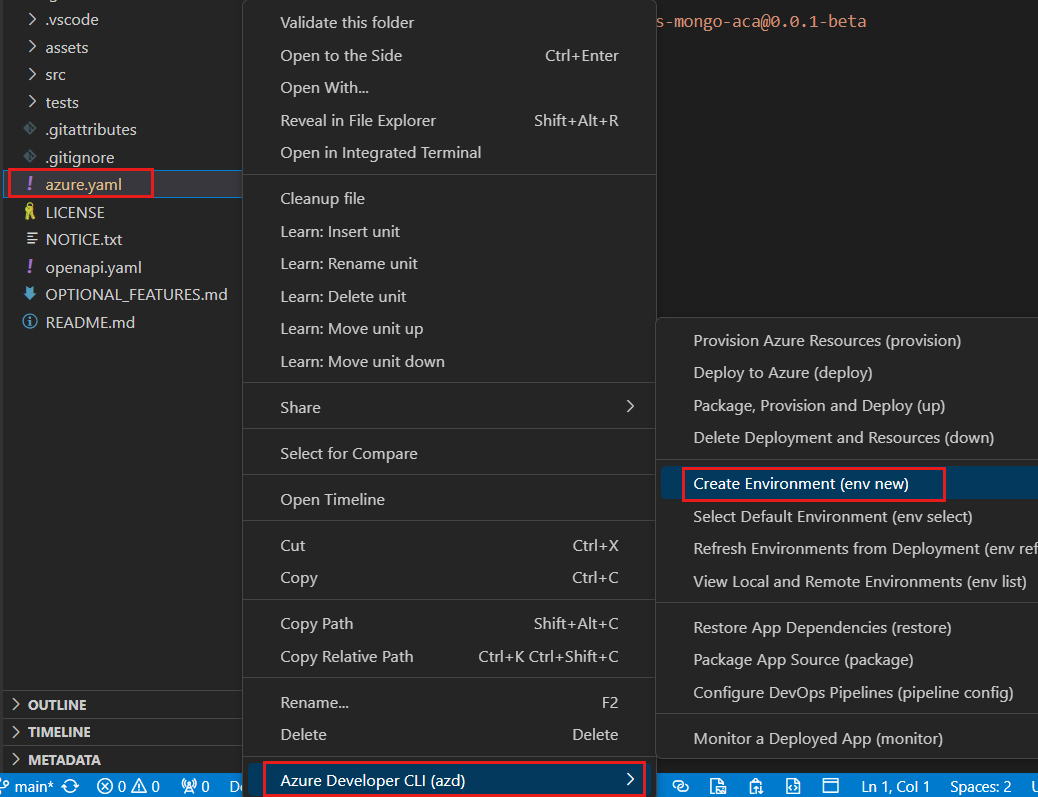 .vscode
assets
src
tests
.gitattributes
.gitignore
! azure.yaml
LICENSE
NOTICE.txt
! openapi.yaml
OPTIONAL_FEATURES.md
README.md
OUTLINE
TIMELINE
METADATA
s-mongo-aca@0.0.1-beta
Validate this folder
Open to the Side Ctrl+Enter
Open With...
Reveal in File Explorer Shift+Alt+R
Open in Integrated Terminal
Cleanup file
Learn: Insert unit
Learn: Rename unit
Learn: Delete unit
Learn: Move unit up
Learn: Move unit down
Share
Select for Compare
Open Timeline
Cut Ctrl+X
Copy Ctrl+C
Copy Path Shift+Alt+C
Copy Relative Path Ctrl+K Ctrl+Shift+C
Rename... F2
Delete Delete
Azure Developer CLI (azd)
Provision Azure Resources (provision)
Deploy to Azure (deploy)
Package, Provision and Deploy (up)
Delete Deployment and Resources (down)
Create Environment (env new)
Select Default Environment (env select)
Refresh Environments from Deployment (env ref
View Local and Remote Environments (env list)
Restore App Dependencies (restore)
Package App Source (package)
Configure DevOps Pipelines (pipeline config)
Monitor a Deployed App (monitor)
main* 0 0 0 Ln 1, Col 1 Spaces: 2